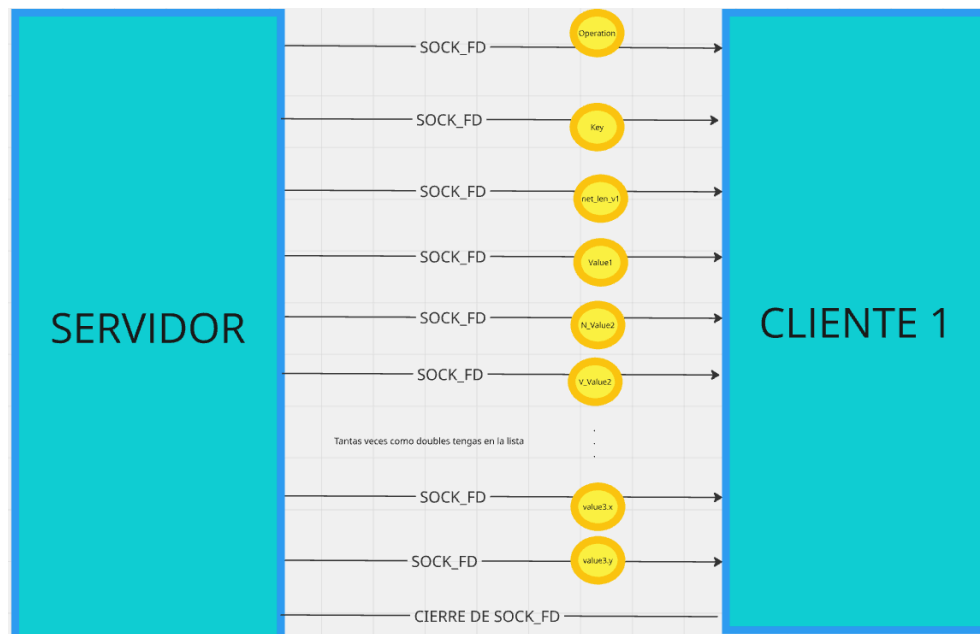 Operation
SOCK_FD
SOCK_FD
Key
SOCK_FD
net_len_v1
SOCK_FD
Value1
SERVIDOR
SOCK_FD
N_Value2
CLIENTE 1
SOCK_FD
V_Value2
Tantas veces como doubles tengas en la lista
.
.
.
SOCK_FD
value3.x
SOCK_FD
value3.y
CIERRE DE SOCK_FD